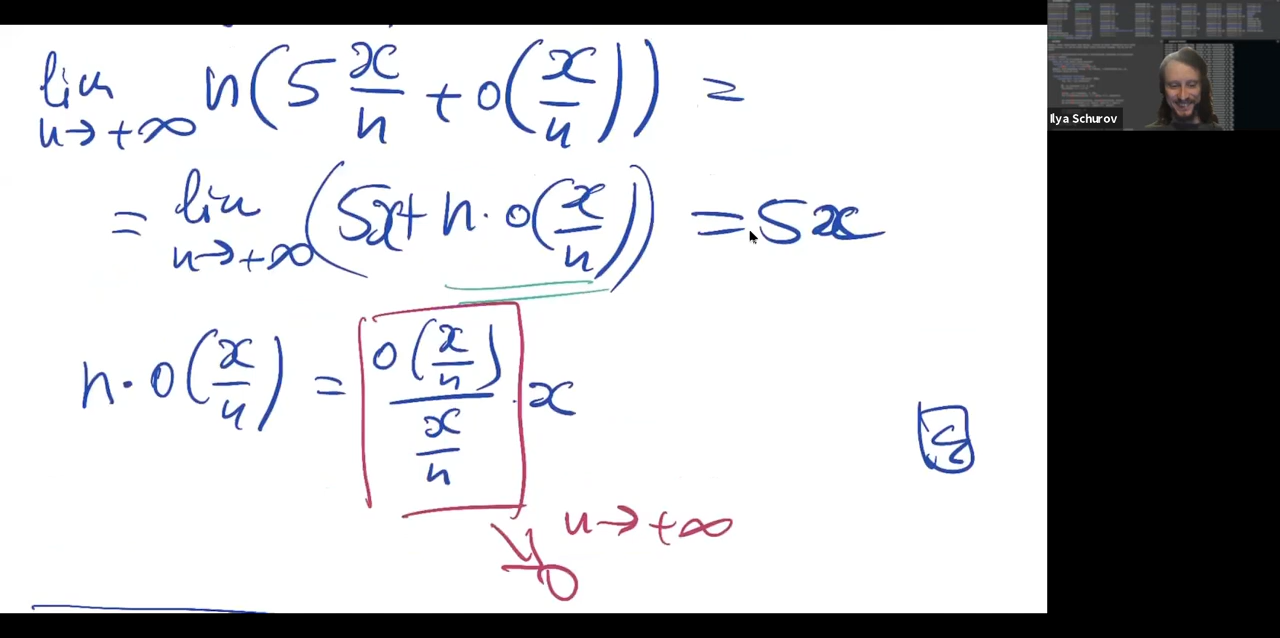 lim n→+∞ n(5 x/n + o(x/n)) =
= lim n→+∞ (5x + n · o(x/n)) = 5x
n · o(x/n) = o(x/n) / (x/n) · x
n→+∞
0
Ilya Schurov